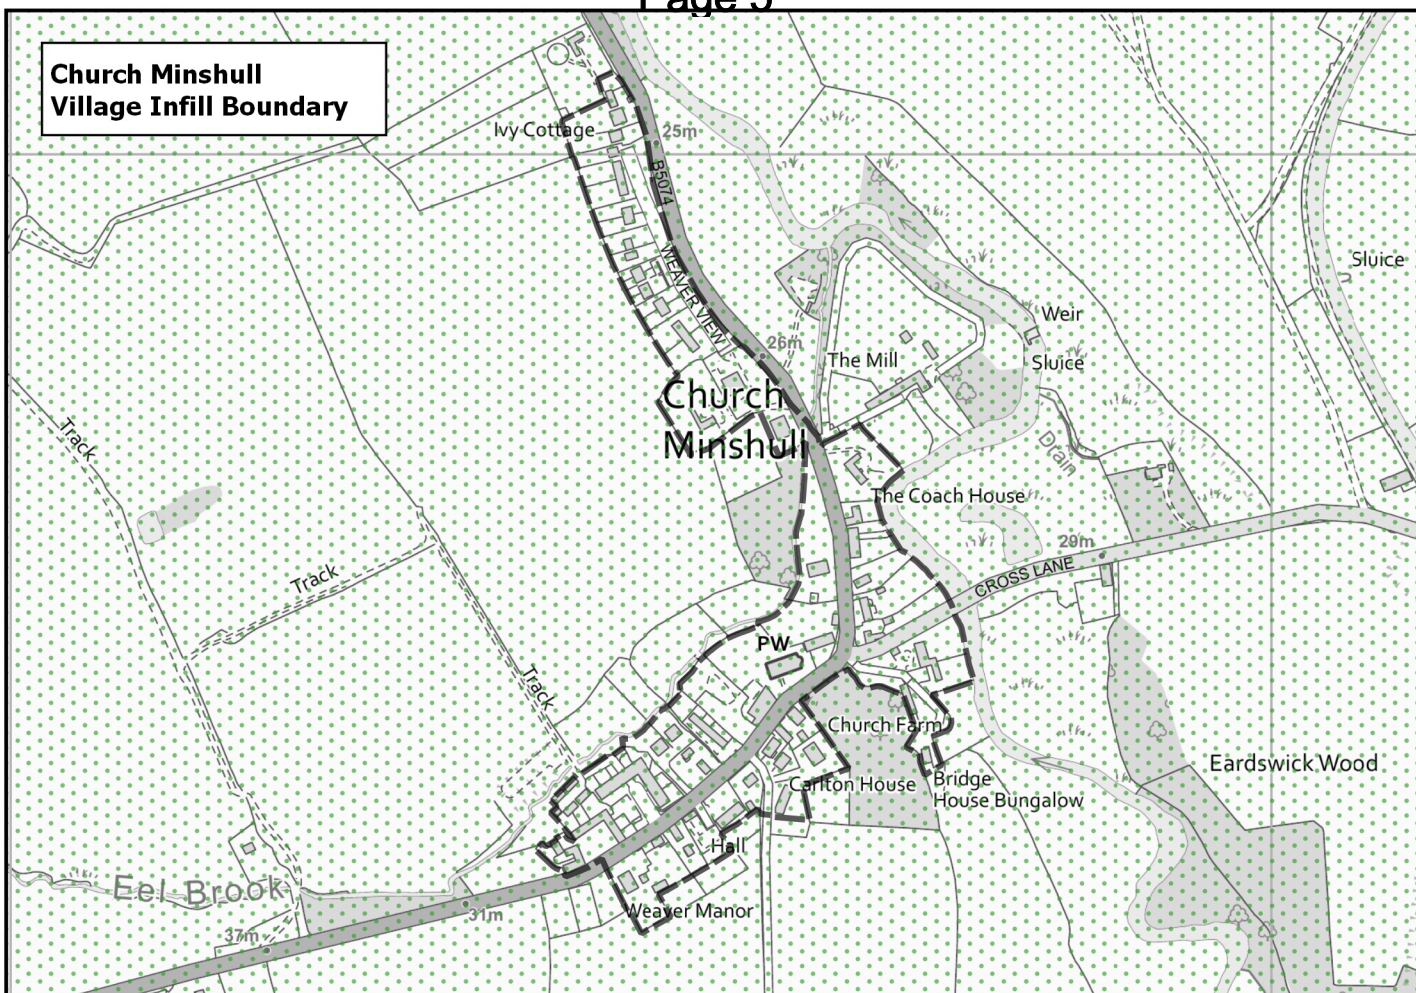 Page 5
Church Minshull
Village Infill Boundary
Ivy Cottage
25m
B5074
WEAVER VIEW
Sluice
Weir
26m
The Mill
Sluice
Church
Minshull
Track
Drain
The Coach House
29m
CROSS LANE
Track
PW
Track
Church Farm
Eardswick Wood
Carlton House
Bridge
House Bungalow
Hall
Eel Brook
Weaver Manor
31m
37m